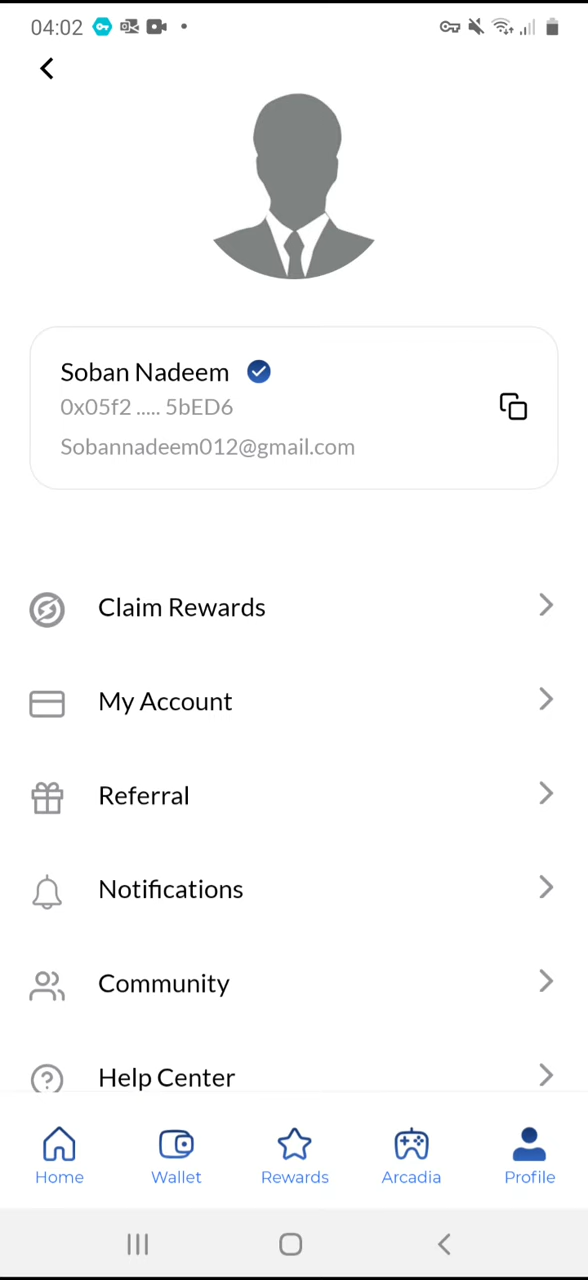 04:02
Soban Nadeem
0x05f2 ..... 5bED6
Sobannadeem012@gmail.com
Claim Rewards
My Account
Referral
Notifications
Community
Help Center
Home Wallet Rewards Arcadia Profile